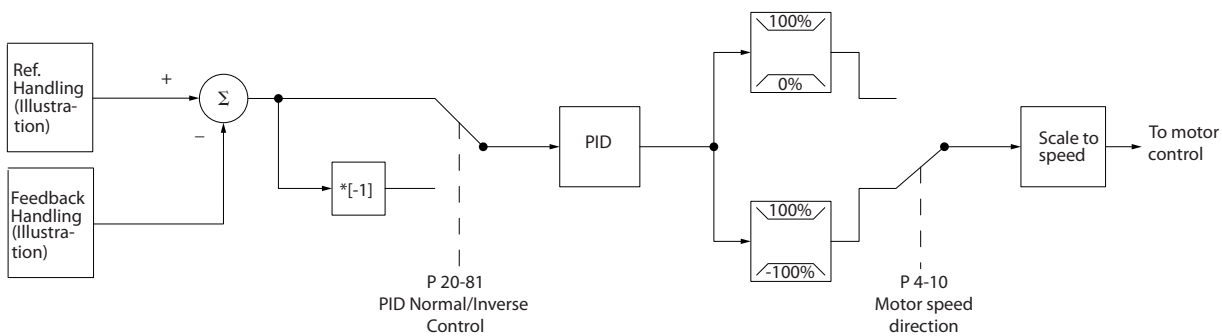 Ref.
Handling
(Illustra-
tion)
+
Σ
−
Feedback
Handling
(Illustra-
tion)
*[-1]
P 20-81
PID Normal/Inverse
Control
PID
100%
0%
100%
-100%
P 4-10
Motor speed
direction
Scale to
speed
To motor
control